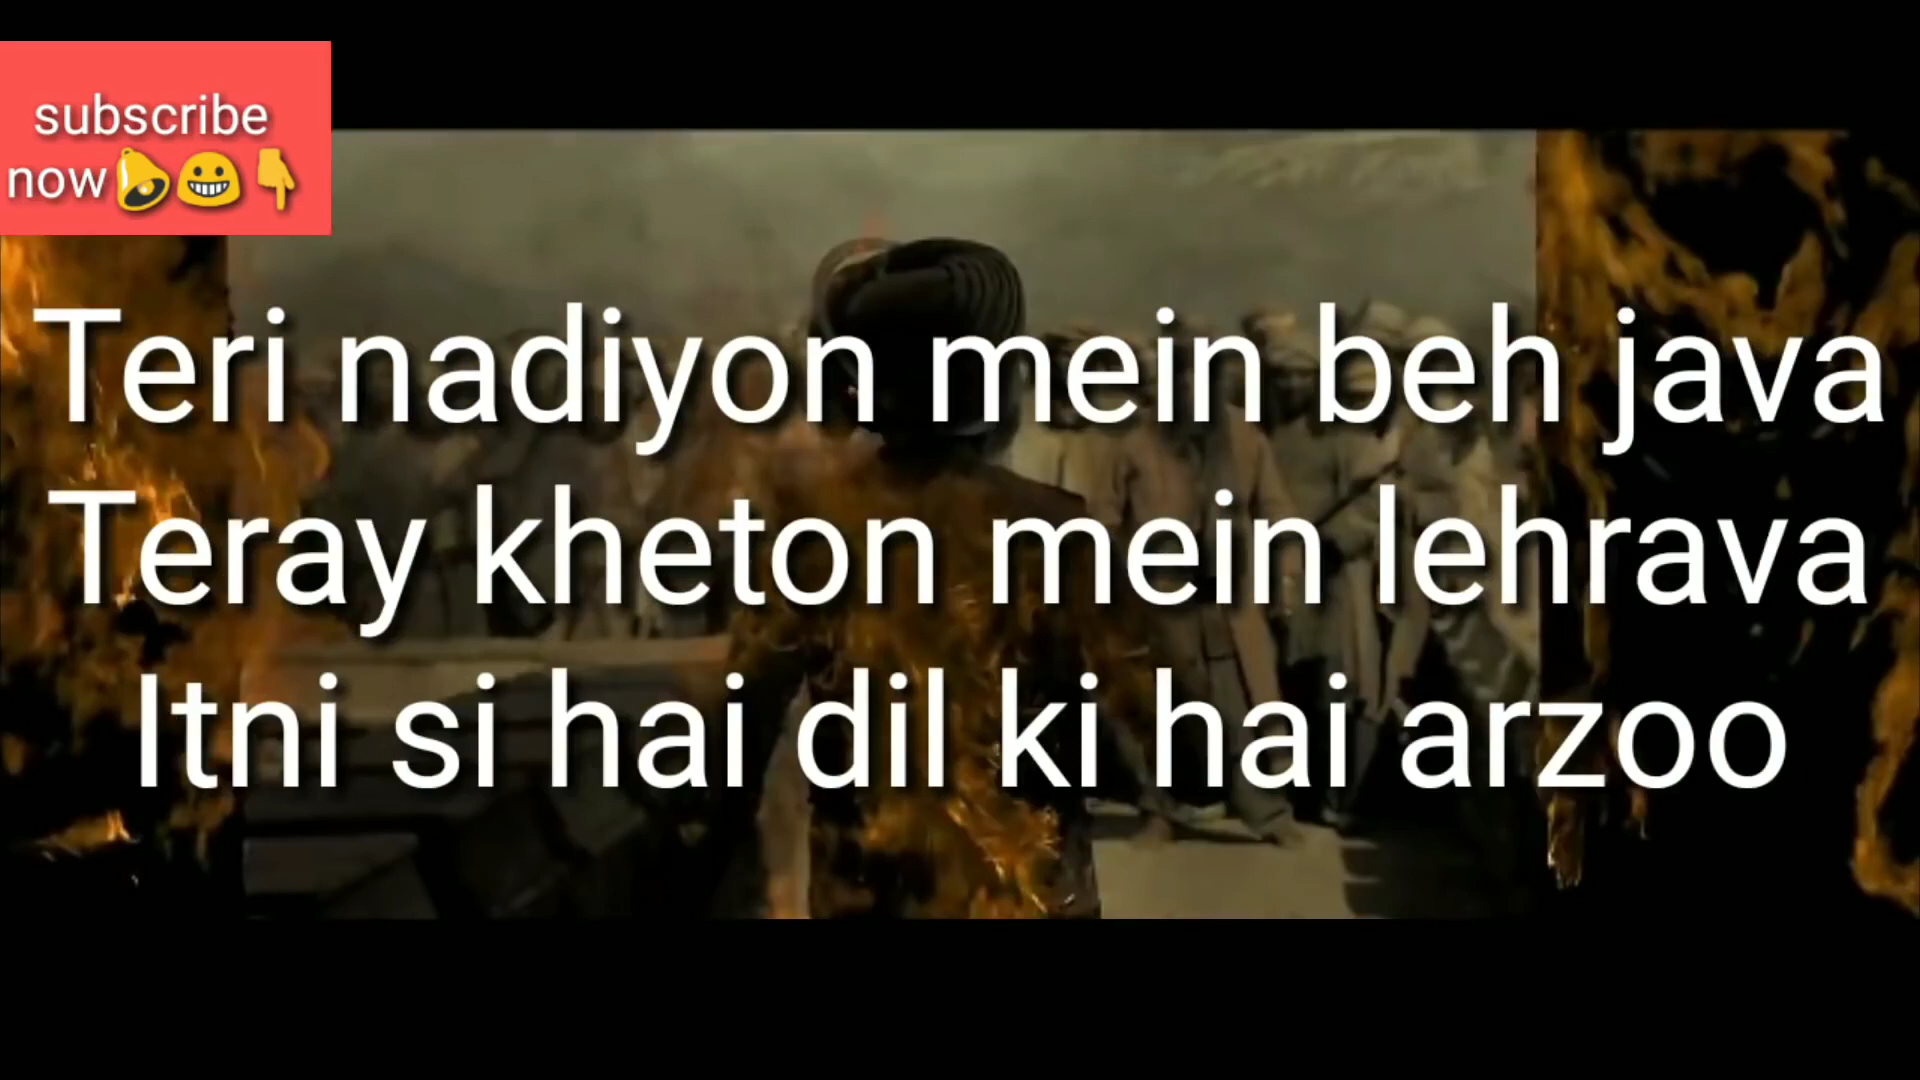 subscribe
now🔔😀👇
Teri nadiyon mein beh java
Teray kheton mein lehrava
Itni si hai dil ki hai arzoo